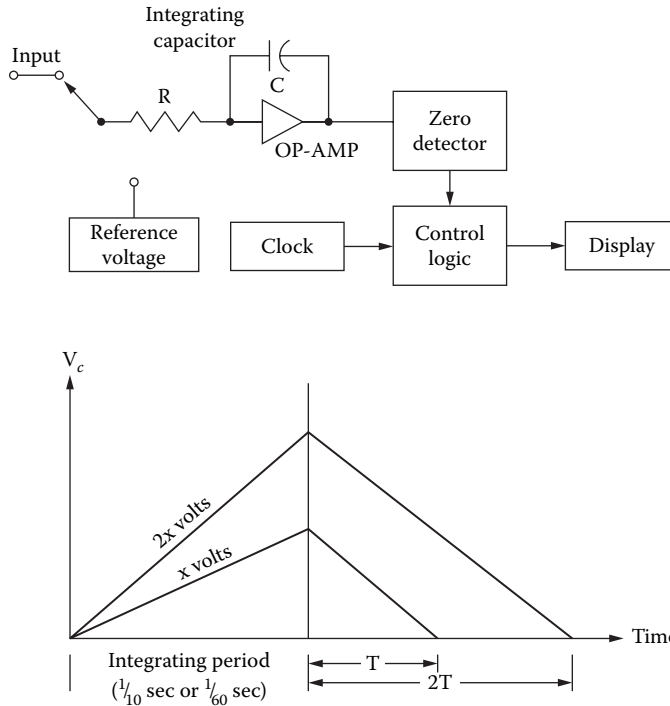 Integrating
capacitor
Input
C
R
OP-AMP
Zero
detector
Reference
voltage
Clock
Control
logic
Display
V_c
2x volts
x volts
Time
Integrating period
(1/10 sec or 1/60 sec)
T
2T